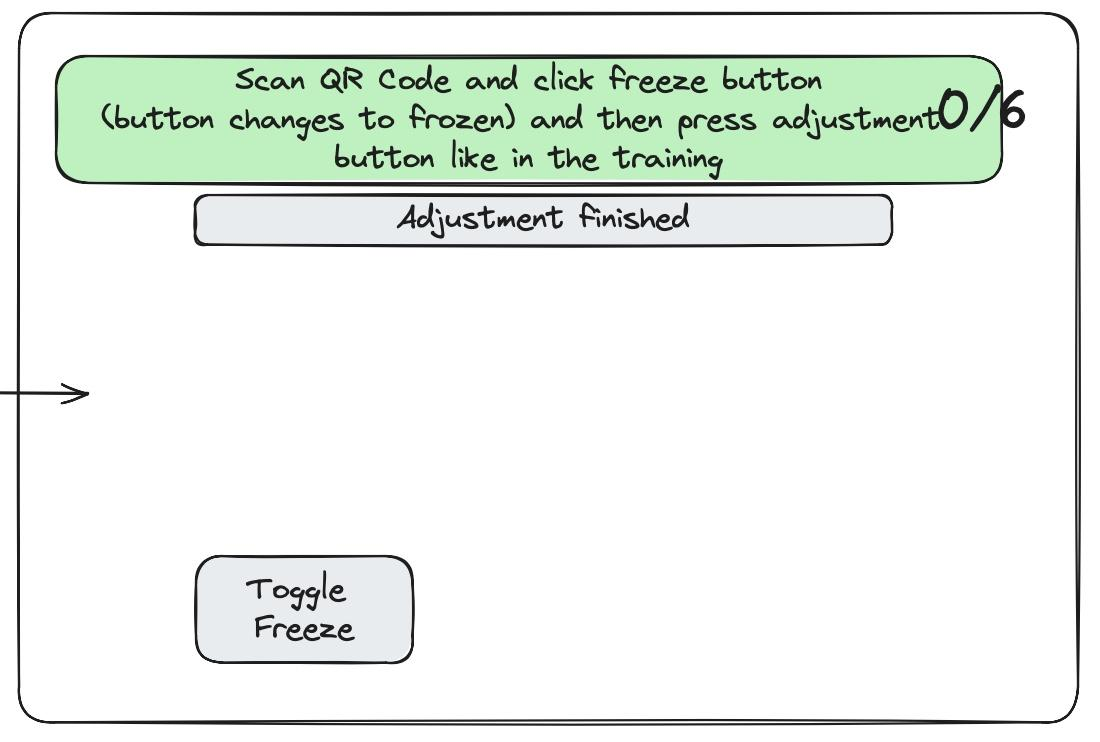 Scan QR Code and click freeze button
(button changes to frozen) and then press adjustment
button like in the training
0/6
Adjustment finished
Toggle
Freeze